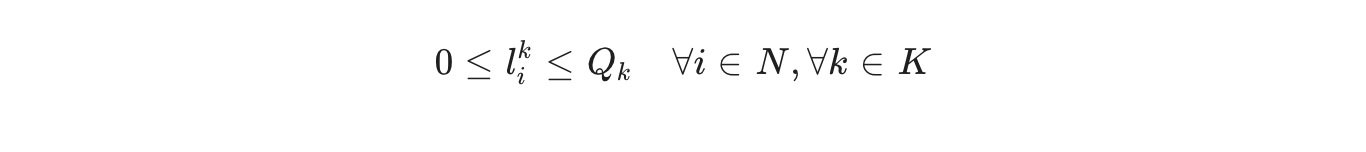 0 ≤ l_i^k ≤ Q_k ∀i ∈ N, ∀k ∈ K